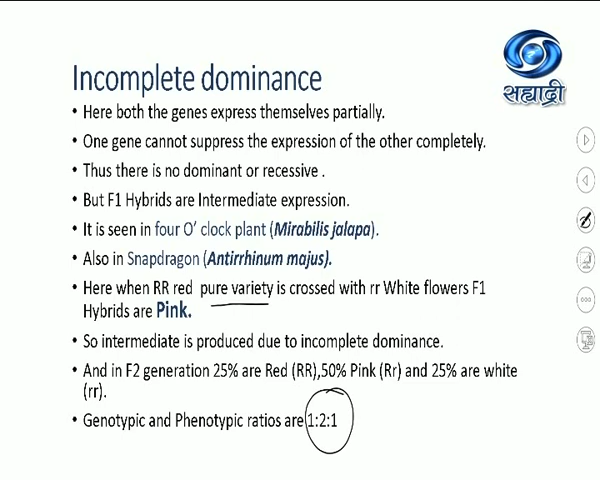 सह्याद्री
Incomplete dominance
• Here both the genes express themselves partially.
• One gene cannot suppress the expression of the other completely.
• Thus there is no dominant or recessive .
• But F1 Hybrids are Intermediate expression.
• It is seen in four O’ clock plant (Mirabilis jalapa).
• Also in Snapdragon (Antirrhinum majus).
• Here when RR red pure variety is crossed with rr White flowers F1
Hybrids are Pink.
• So intermediate is produced due to incomplete dominance.
• And in F2 generation 25% are Red (RR),50% Pink (Rr) and 25% are white
(rr).
• Genotypic and Phenotypic ratios are 1:2:1